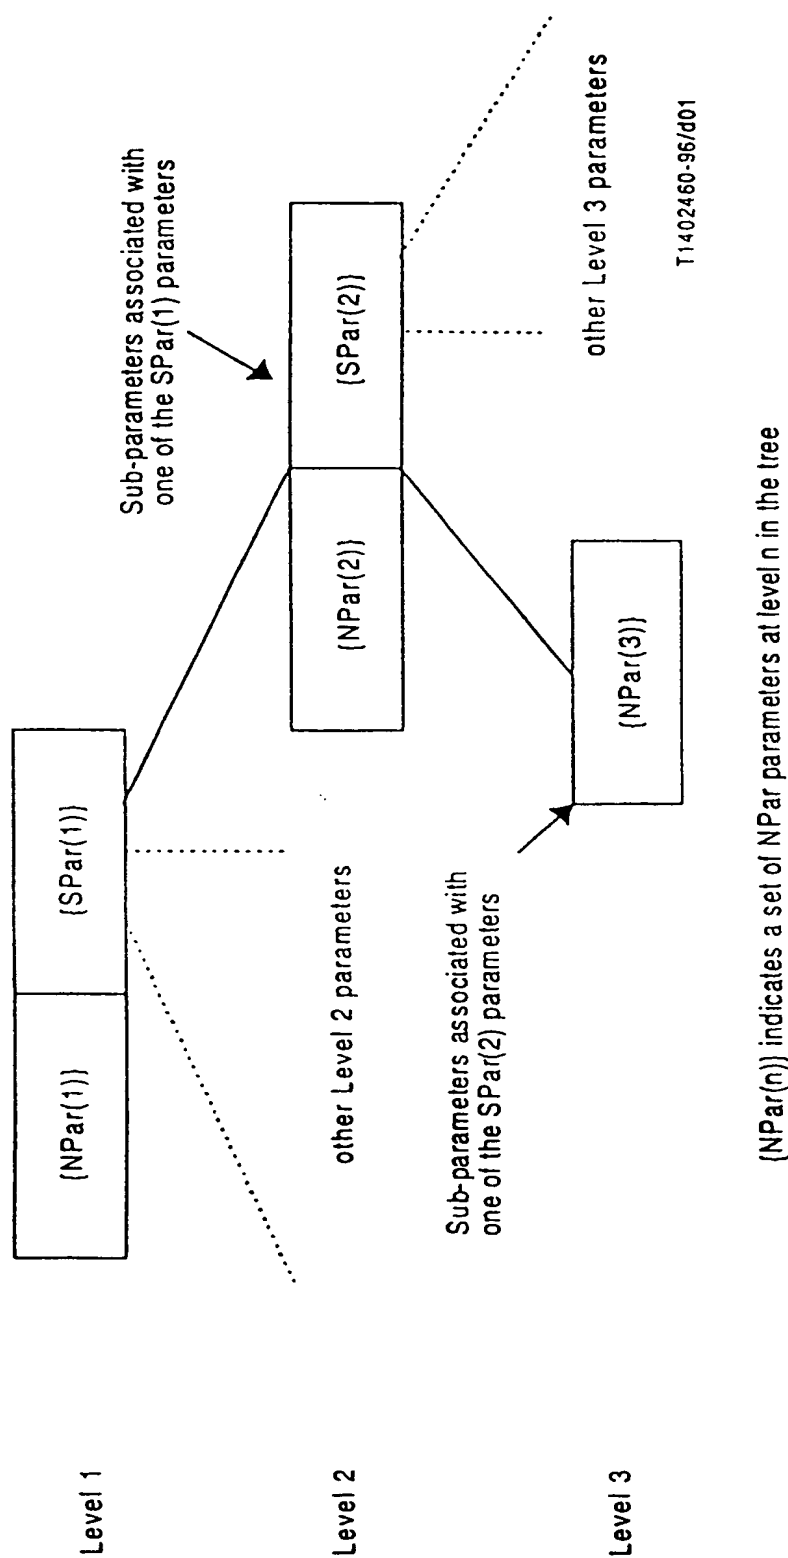 Level 1
{NPar(1)}
{SPar(1)}
Sub-parameters associated with
one of the SPar(1) parameters
Level 2
other Level 2 parameters
{NPar(2)}
{SPar(2)}
Sub-parameters associated with
one of the SPar(2) parameters
Level 3
{NPar(3)}
other Level 3 parameters
T1402460-96/d01
{NPar(n)} indicates a set of NPar parameters at level n in the tree